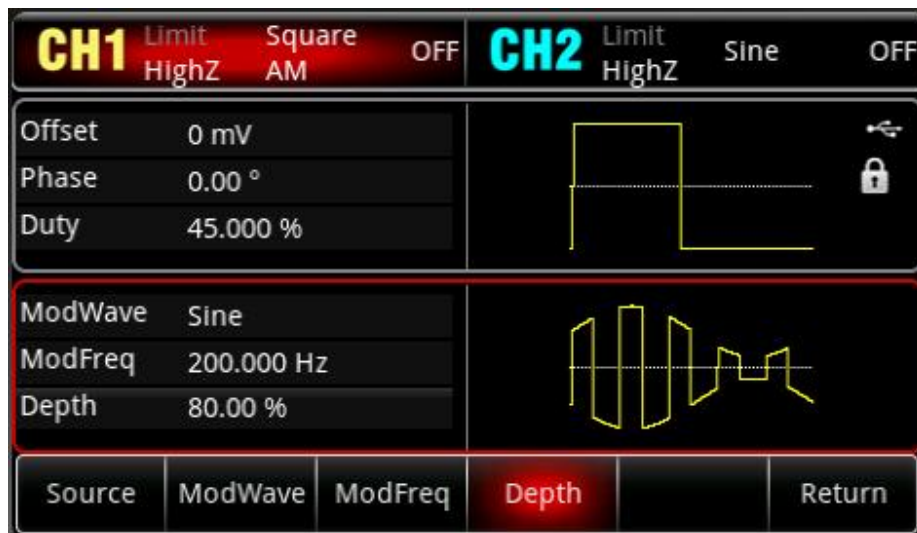 CH1 Limit Square OFF CH2 Limit Sine OFF
HighZ AM HighZ
Offset 0 mV
Phase 0.00 °
Duty 45.000 %
ModWave Sine
ModFreq 200.000 Hz
Depth 80.00 %
Source ModWave ModFreq Depth Return